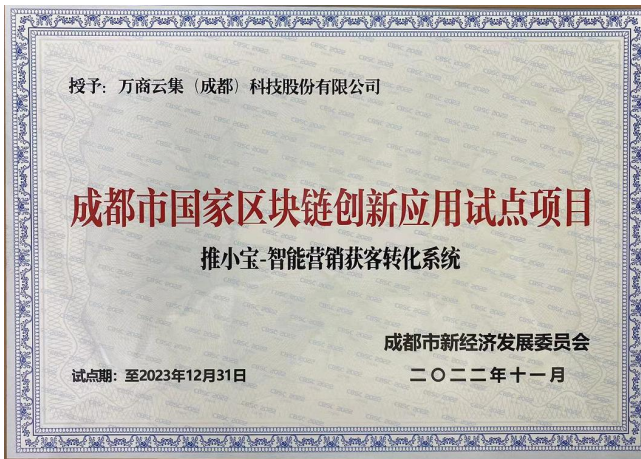 授予：万商云集（成都）科技股份有限公司
成都市国家区块链创新应用试点项目
推小宝-智能营销获客转化系统
成都市新经济发展委员会
试点期：至2023年12月31日
二〇二二年十一月